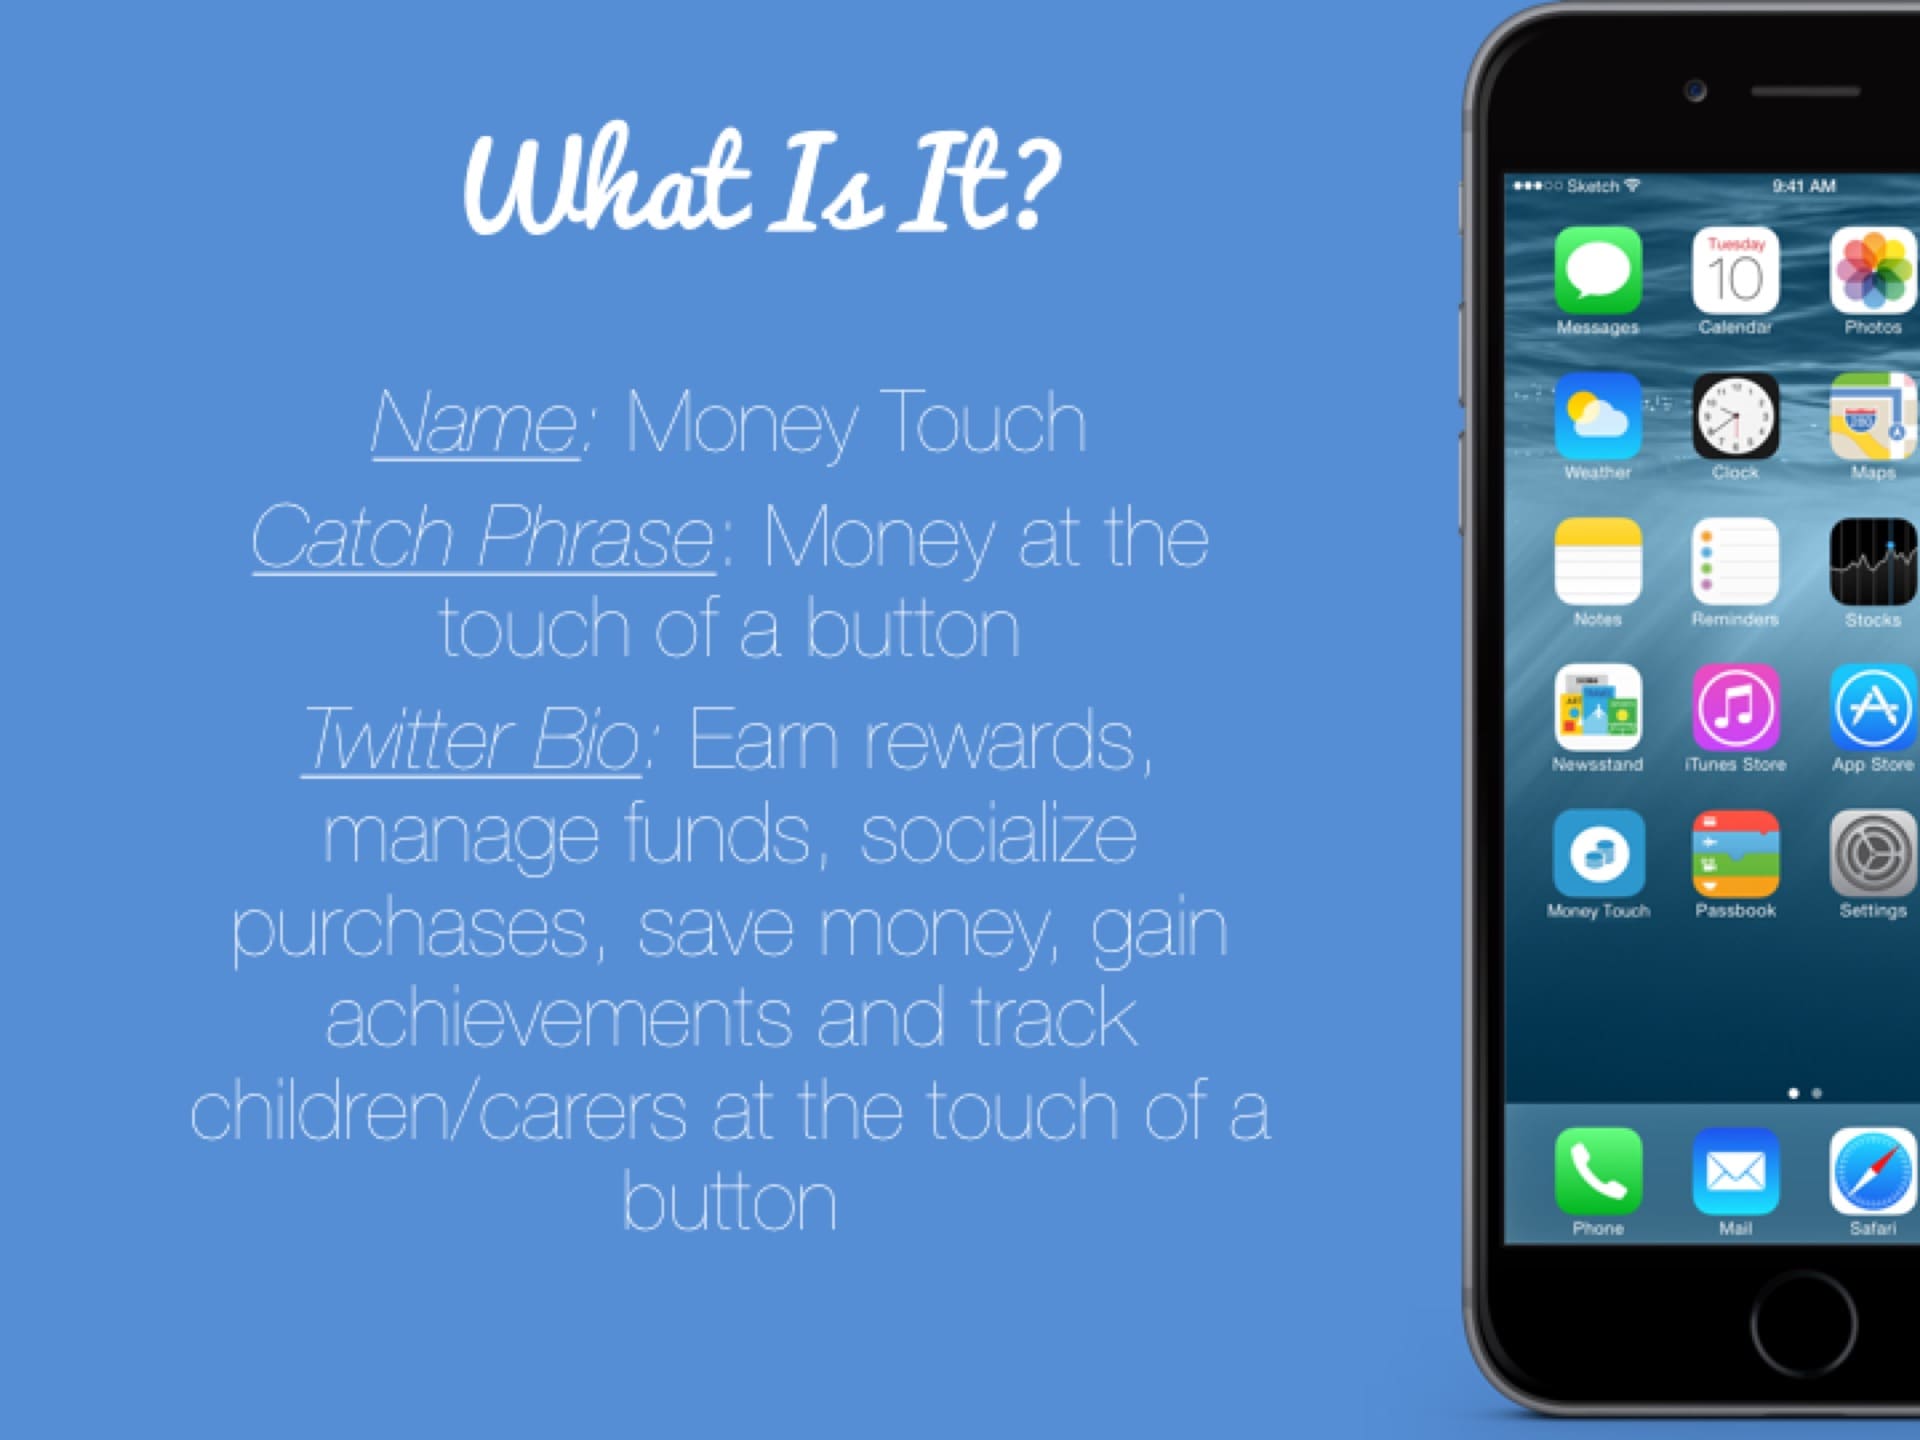 What Is It?
Name: Money Touch
Catch Phrase: Money at the
touch of a button
Twitter Bio: Earn rewards,
manage funds, socialize
purchases, save money, gain
achievements and track
children/carers at the touch of a
button
Sketch 9:41 AM
Tuesday
10
Messages Calendar Photos
280
Weather Clock Maps
Notes Reminders Stocks
Newsstand iTunes Store App Store
Money Touch Passbook Settings
Phone Mail Safari